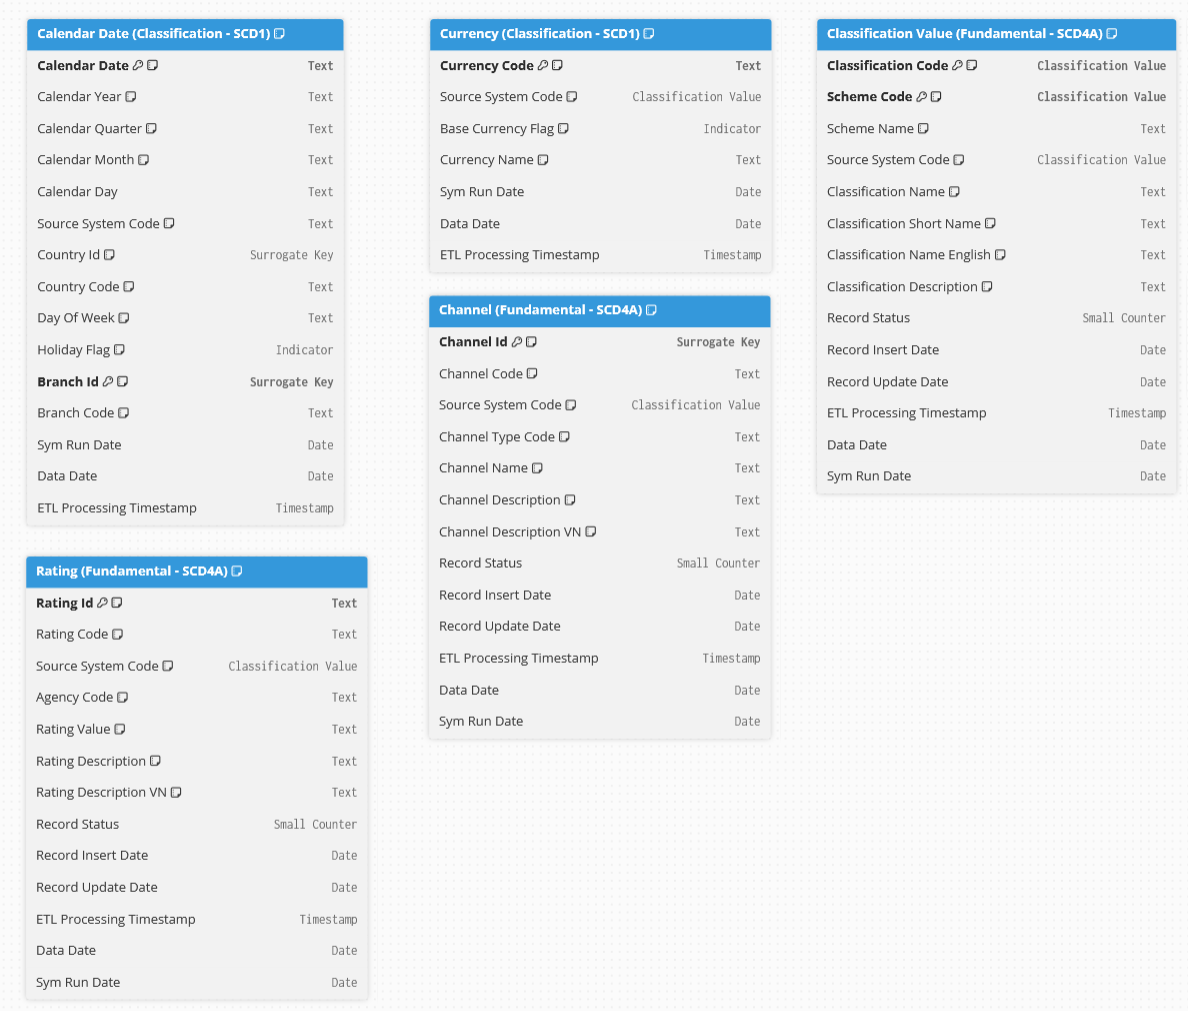 Calendar Date (Classification - SCD1)
Calendar Date Text
Calendar Year Text
Calendar Quarter Text
Calendar Month Text
Calendar Day Text
Source System Code Text
Country Id Surrogate Key
Country Code Text
Day Of Week Text
Holiday Flag Indicator
Branch Id Surrogate Key
Branch Code Text
Sym Run Date Date
Data Date Date
ETL Processing Timestamp Timestamp
Rating (Fundamental - SCD4A)
Rating Id Text
Rating Code Text
Source System Code Classification Value
Agency Code Text
Rating Value Text
Rating Description Text
Rating Description VN Text
Record Status Small Counter
Record Insert Date Date
Record Update Date Date
ETL Processing Timestamp Timestamp
Data Date Date
Sym Run Date Date
Currency (Classification - SCD1)
Currency Code Text
Source System Code Classification Value
Base Currency Flag Indicator
Currency Name Text
Sym Run Date Date
Data Date Date
ETL Processing Timestamp Timestamp
Channel (Fundamental - SCD4A)
Channel Id Surrogate Key
Channel Code Text
Source System Code Classification Value
Channel Type Code Text
Channel Name Text
Channel Description Text
Channel Description VN Text
Record Status Small Counter
Record Insert Date Date
Record Update Date Date
ETL Processing Timestamp Timestamp
Data Date Date
Sym Run Date Date
Classification Value (Fundamental - SCD4A)
Classification Code Classification Value
Scheme Code Classification Value
Scheme Name Text
Source System Code Classification Value
Classification Name Text
Classification Short Name Text
Classification Name English Text
Classification Description Text
Record Status Small Counter
Record Insert Date Date
Record Update Date Date
ETL Processing Timestamp Timestamp
Data Date Date
Sym Run Date Date